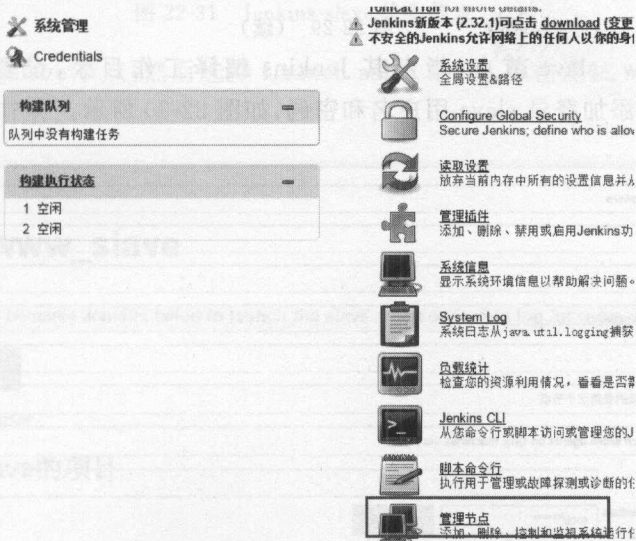 系统管理
Credentials
构建队列
队列中没有构建任务
构建执行状态
1 空闲
2 空闲
Tomcat i18n for more details.
Jenkins新版本 (2.32.1)可点击 download (变更
不安全的Jenkins允许网络上的任何人以你的身
系统设置
全局设置&路径
Configure Global Security
Secure Jenkins; define who is allow
读取设置
放弃当前内存中所有的设置信息并从
管理插件
添加、删除、禁用或启用Jenkins功
系统信息
显示系统环境信息以帮助解决问题。
System Log
系统日志从java.util.logging捕获
负载统计
检查您的资源利用情况，看看是否需
Jenkins CLI
从您命令行或脚本访问或管理您的J
脚本命令行
执行用于管理或故障探测或诊断的任
管理节点
添加、删除、控制和监视系统运行任